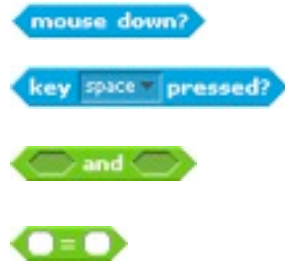 mouse down?
key space pressed?
and
=